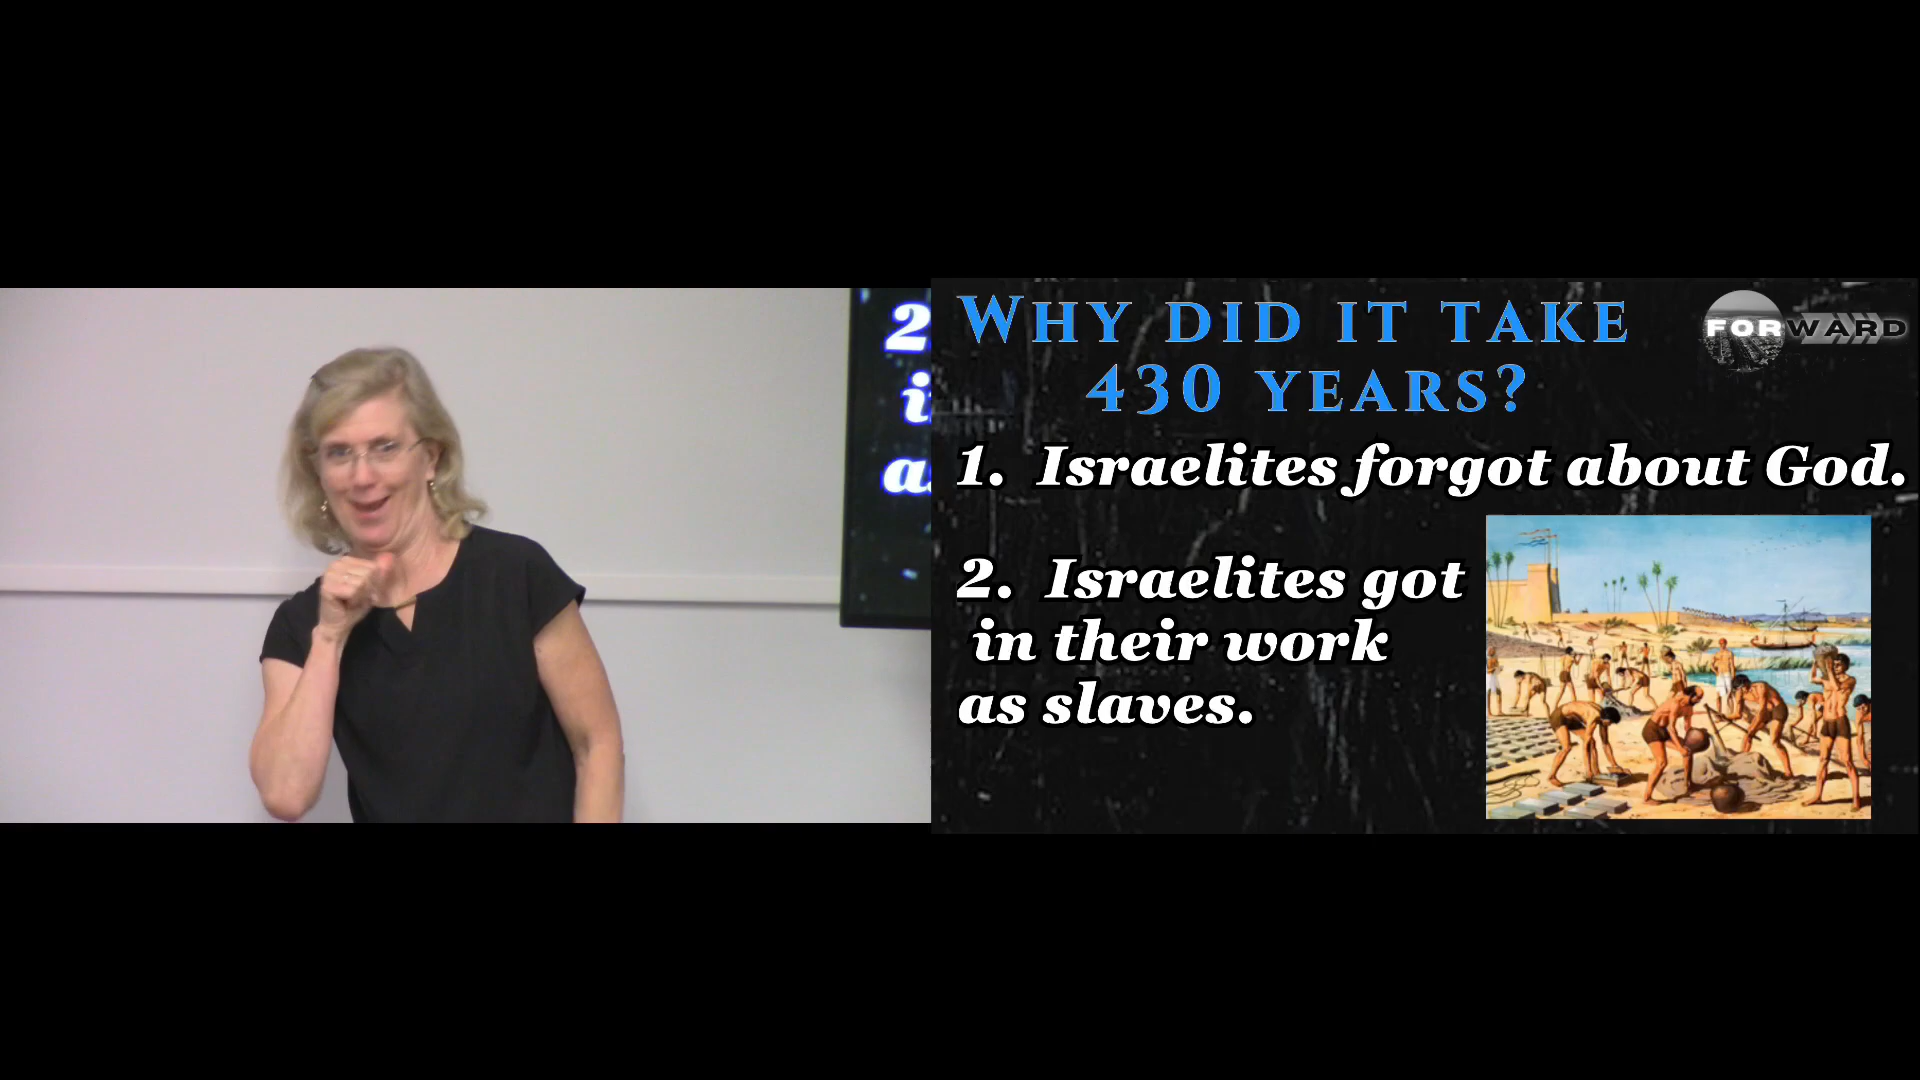 2
i
a
WHY DID IT TAKE
430 YEARS?
FORWARD
1. Israelites forgot about God.
2. Israelites got
in their work
as slaves.